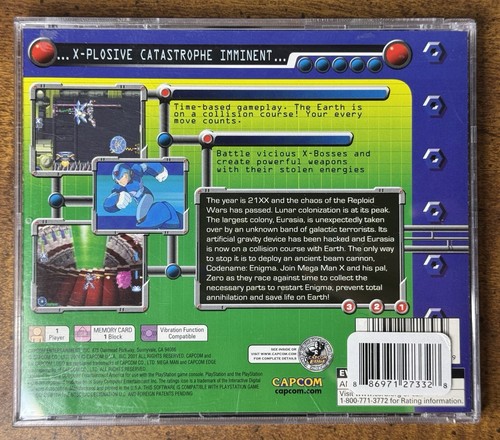 ...X-PLOSIVE CATASTROPHE IMMINENT...
Time-based gameplay. The Earth is
on a collision course! Your every
move counts.
Battle vicious X-Bosses and
create powerful weapons
with their stolen energies
The year is 21XX and the chaos of the Reploid
Wars has passed. Lunar colonization is at its peak.
The largest colony, Eurasia, is unexpectedly taken
over by an unknown band of galactic terrorists. Its
artificial gravity device has been hacked and Eurasia
is now on a collision course with Earth. The only way
to stop it is to deploy an ancient beam cannon,
Codename: Enigma. Join Mega Man X and his pal,
Zero as they race against time to collect the
necessary parts to restart Enigma, prevent total
annihilation and save life on Earth!
3 2 1
1
Player
MEMORY CARD
1 Block
Vibration Function
Compatible
CAPCOM
capcom.com
8 86971 27332 8
Visit
1-800-771-3772 for Rating information.